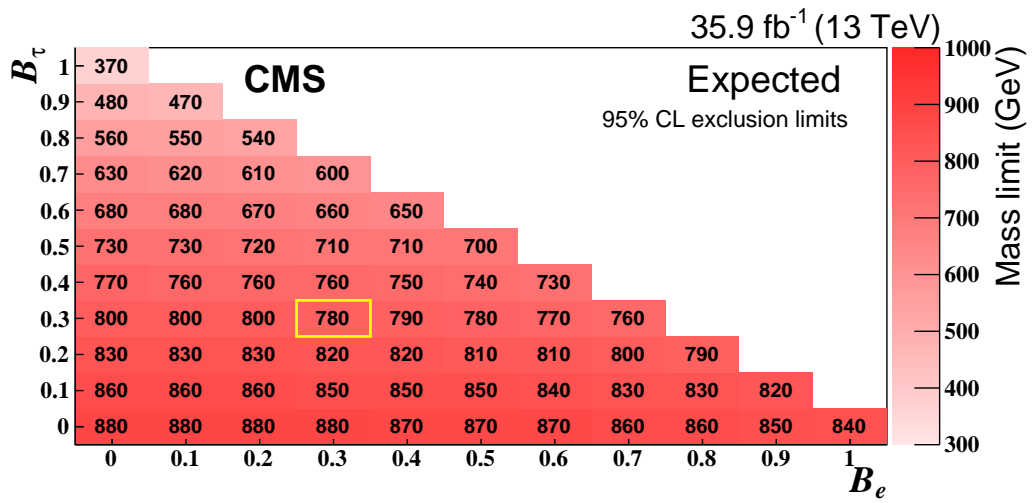 35.9 fb⁻¹ (13 TeV)
B_τ
CMS
Expected
95% CL exclusion limits
1 370
0.9 480 470
0.8 560 550 540
0.7 630 620 610 600
0.6 680 680 670 660 650
0.5 730 730 720 710 710 700
0.4 770 760 760 760 750 740 730
0.3 800 800 800 780 790 780 770 760
0.2 830 830 830 820 820 810 810 800 790
0.1 860 860 860 850 850 850 840 830 830 820
0 880 880 880 880 870 870 870 860 860 850 840
0 0.1 0.2 0.3 0.4 0.5 0.6 0.7 0.8 0.9 1
B_e
1000
900
800
700
600
500
400
300
Mass limit (GeV)